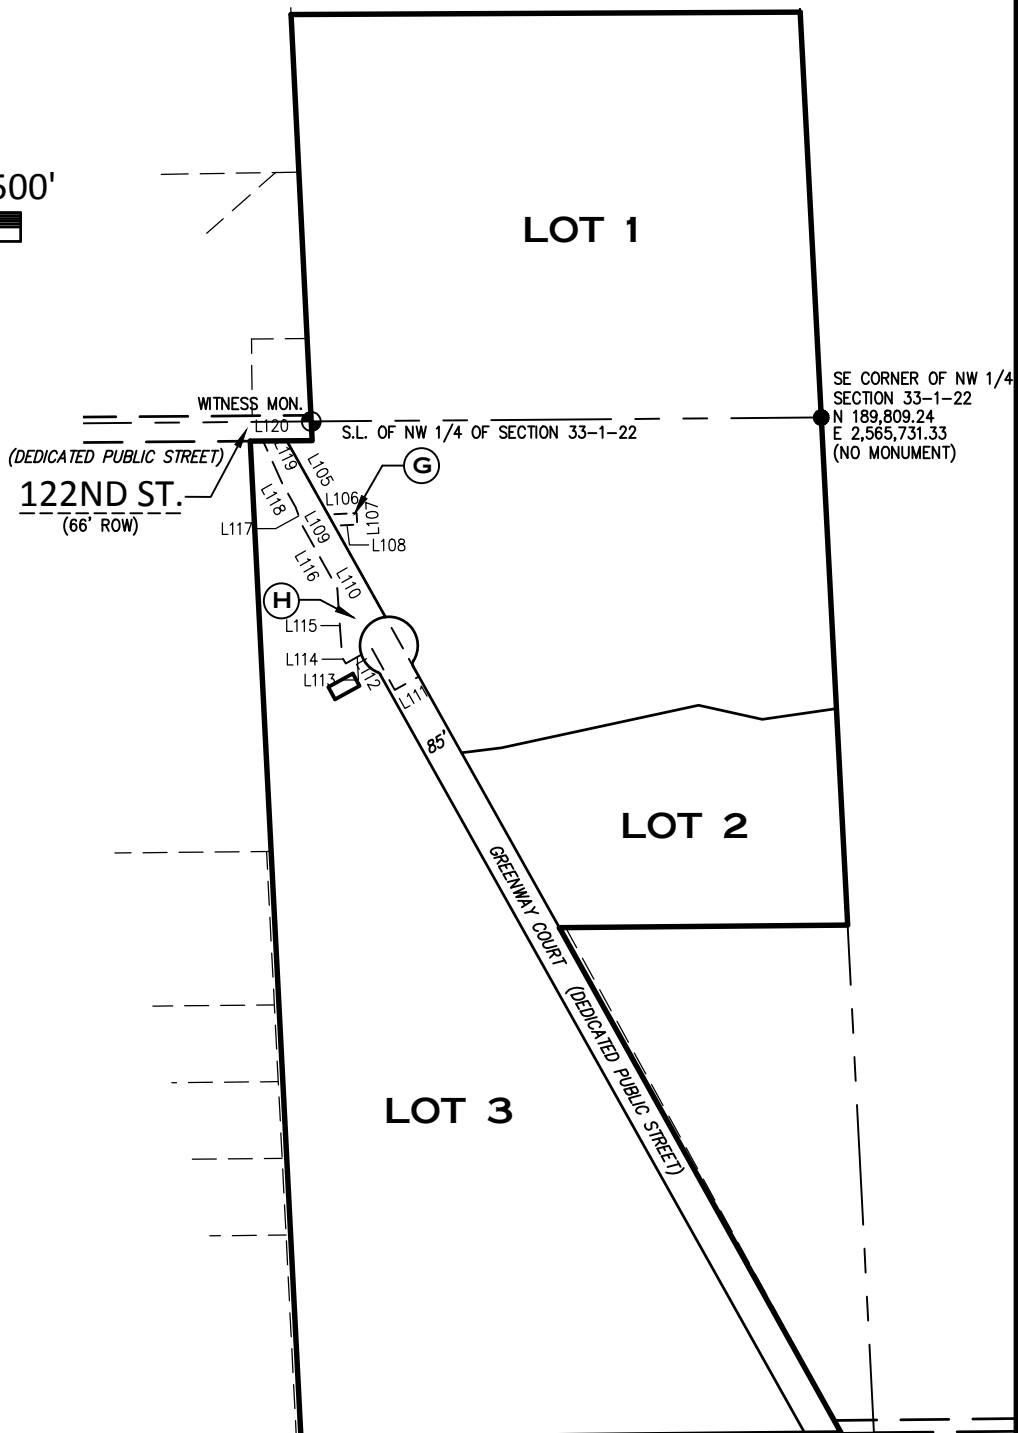 500'
LOT 1
SE CORNER OF NW 1/4
SECTION 33-1-22
N 189,809.24
E 2,565,731.33
(NO MONUMENT)
WITNESS MON.
L120
S.L. OF NW 1/4 OF SECTION 33-1-22
(DEDICATED PUBLIC STREET)
122ND ST.
(66' ROW)
L119
L105
G
L106
L107
L108
L118
L117
L109
L116
L110
H
L115
L114
L113
L112
L111
85'
LOT 2
GREENWAY COURT (DEDICATED PUBLIC STREET)
LOT 3